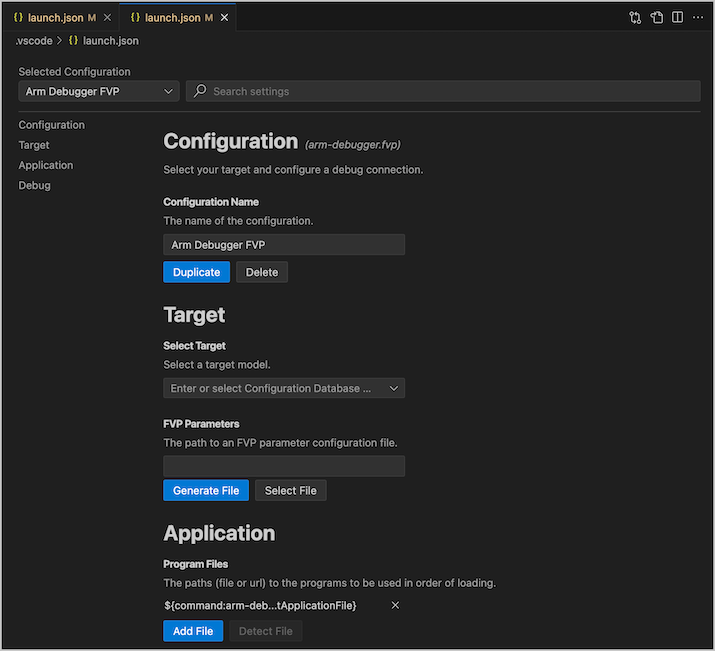 {} launch.json M × {} launch.json M ×
.vscode > {} launch.json
Selected Configuration
Arm Debugger FVP
Search settings
Configuration
Target
Application
Debug
Configuration (arm-debugger.fvp)
Select your target and configure a debug connection.
Configuration Name
The name of the configuration.
Arm Debugger FVP
Duplicate Delete
Target
Select Target
Select a target model.
Enter or select Configuration Database ...
FVP Parameters
The path to an FVP parameter configuration file.
Generate File Select File
Application
Program Files
The paths (file or url) to the programs to be used in order of loading.
${command:arm-deb...tApplicationFile} ×
Add File Detect File